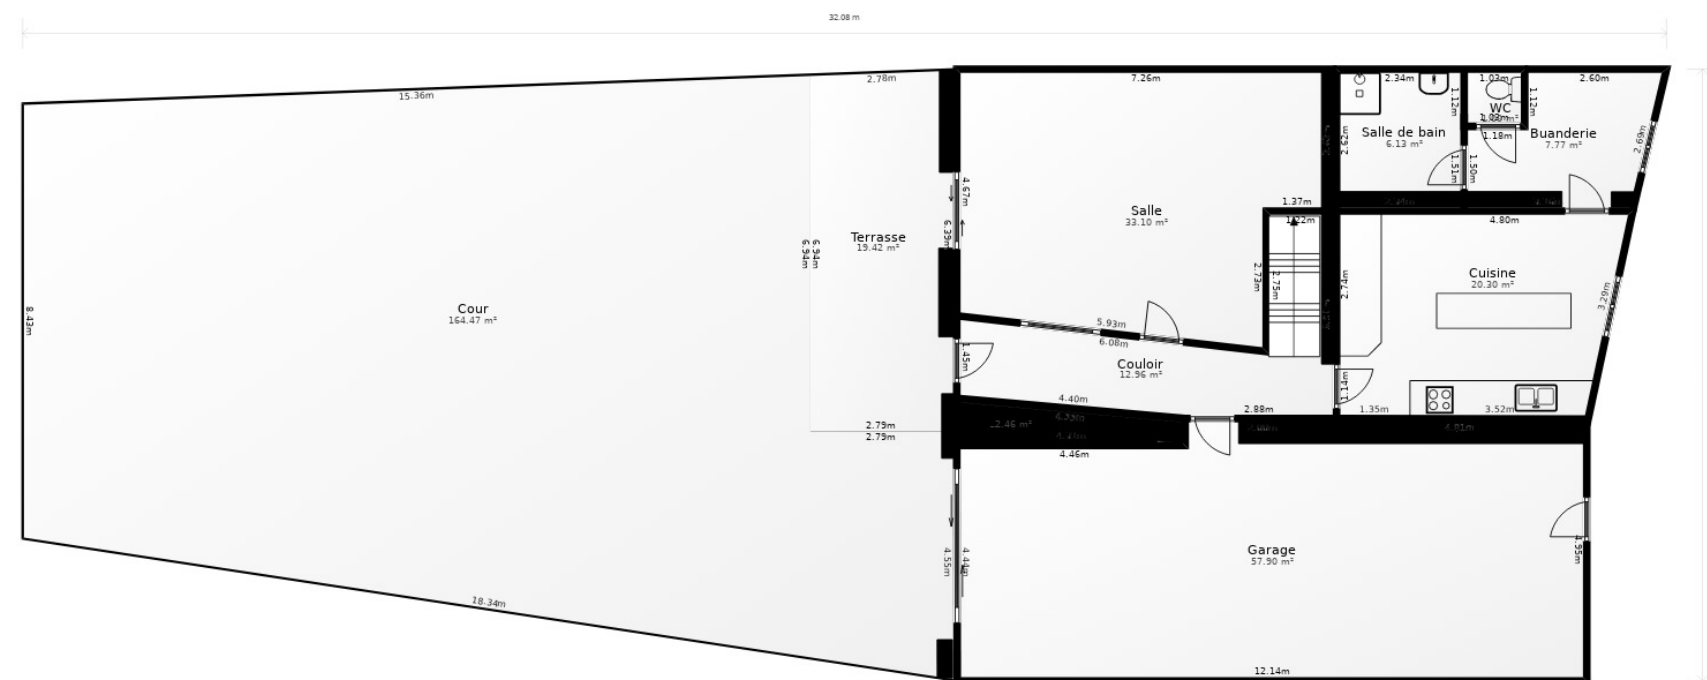 32.08 m
2.78m
15.36m
7.26m
2.34m
1.03m
2.60m
1.12m
1.12m
WC
1.18m
Salle de bain
6.13 m²
2.62m
Buanderie
7.77 m²
2.69m
1.51m
1.50m
4.67m
6.39m
Salle
33.10 m²
1.37m
1.22m
4.80m
Terrasse
19.42 m²
6.94m
6.94m
2.73m
2.75m
2.74m
Cuisine
20.30 m²
3.29m
Cour
164.47 m²
8.43m
5.93m
6.08m
1.45m
Couloir
12.96 m²
1.14m
4.40m
2.88m
1.35m
3.52m
2.79m
2.79m
4.46m
4.81m
Garage
57.90 m²
4.55m
4.44m
4.95m
18.34m
12.14m